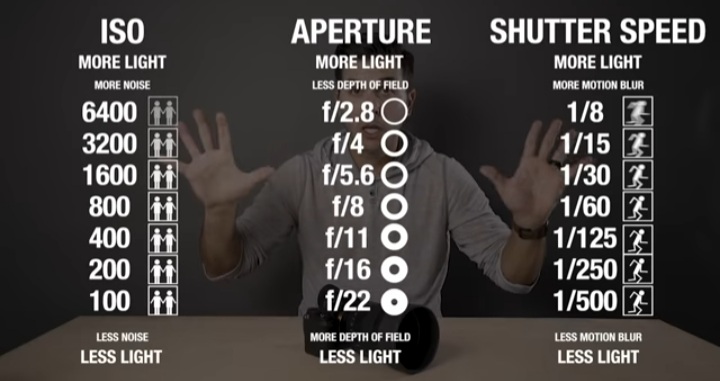 ISO
MORE LIGHT
MORE NOISE
6400
3200
1600
800
400
200
100
LESS NOISE
LESS LIGHT
APERTURE
MORE LIGHT
LESS DEPTH OF FIELD
f/2.8
f/4
f/5.6
f/8
f/11
f/16
f/22
MORE DEPTH OF FIELD
LESS LIGHT
SHUTTER SPEED
MORE LIGHT
MORE MOTION BLUR
1/8
1/15
1/30
1/60
1/125
1/250
1/500
LESS MOTION BLUR
LESS LIGHT